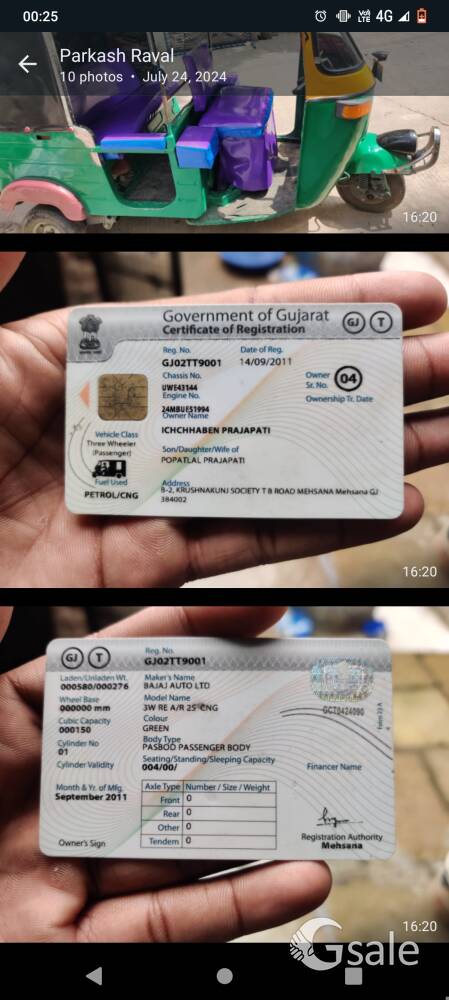 00:25
Vo) LTE 4G
Parkash Raval
10 photos • July 24, 2024
16:20
Government of Gujarat
Certificate of Registration
GJ T
Reg. No. Date of Reg.
GJ02TT9001 14/09/2011
Chassis No.
UWE43144
Engine No.
24MBUE51994
Owner Sr. No. 04
Ownership Tr. Date
Owner Name
ICHCHHABEN PRAJAPATI
Vehicle Class
Three Wheeler
(Passenger)
Son/Daughter/Wife of
POPATLAL PRAJAPATI
Fuel Used
PETROL/CNG
Address
B-2, KRUSHNAKUNJ SOCIETY T B ROAD MEHSANA Mehsana GJ
384002
16:20
GJ T
Reg. No.
GJ02TT9001
Laden/Unladen Wt.
000580/000276
Maker's Name
BAJAJ AUTO LTD
Wheel Base
000000 mm
Model Name
3W RE A/R 2S CNG
Cubic Capacity
000150
Colour
GREEN
Cylinder No
01
Body Type
PASBOD PASSENGER BODY
Cylinder Validity
Seating/Standing/Sleeping Capacity
004/00/
Financer Name
Form 23 A
Month & Yr. of Mfg.
September 2011
Axle Type Number / Size / Weight
Front 0
Rear 0
Other 0
Tendem 0
Owner's Sign
Registration Authority
Mehsana
16:20
Gsale